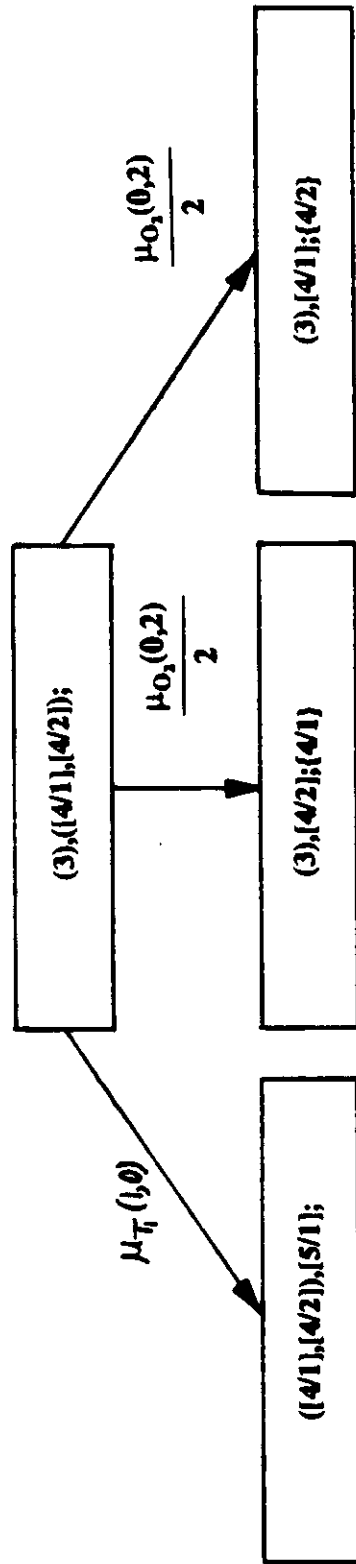 (3),([4/1],[4/2]);
μT₁(1,0)
μO₂(0,2)
2
μO₂(0,2)
2
([4/1],[4/2]),[5/1];
(3),[4/2];{4/1}
(3),[4/1];{4/2}